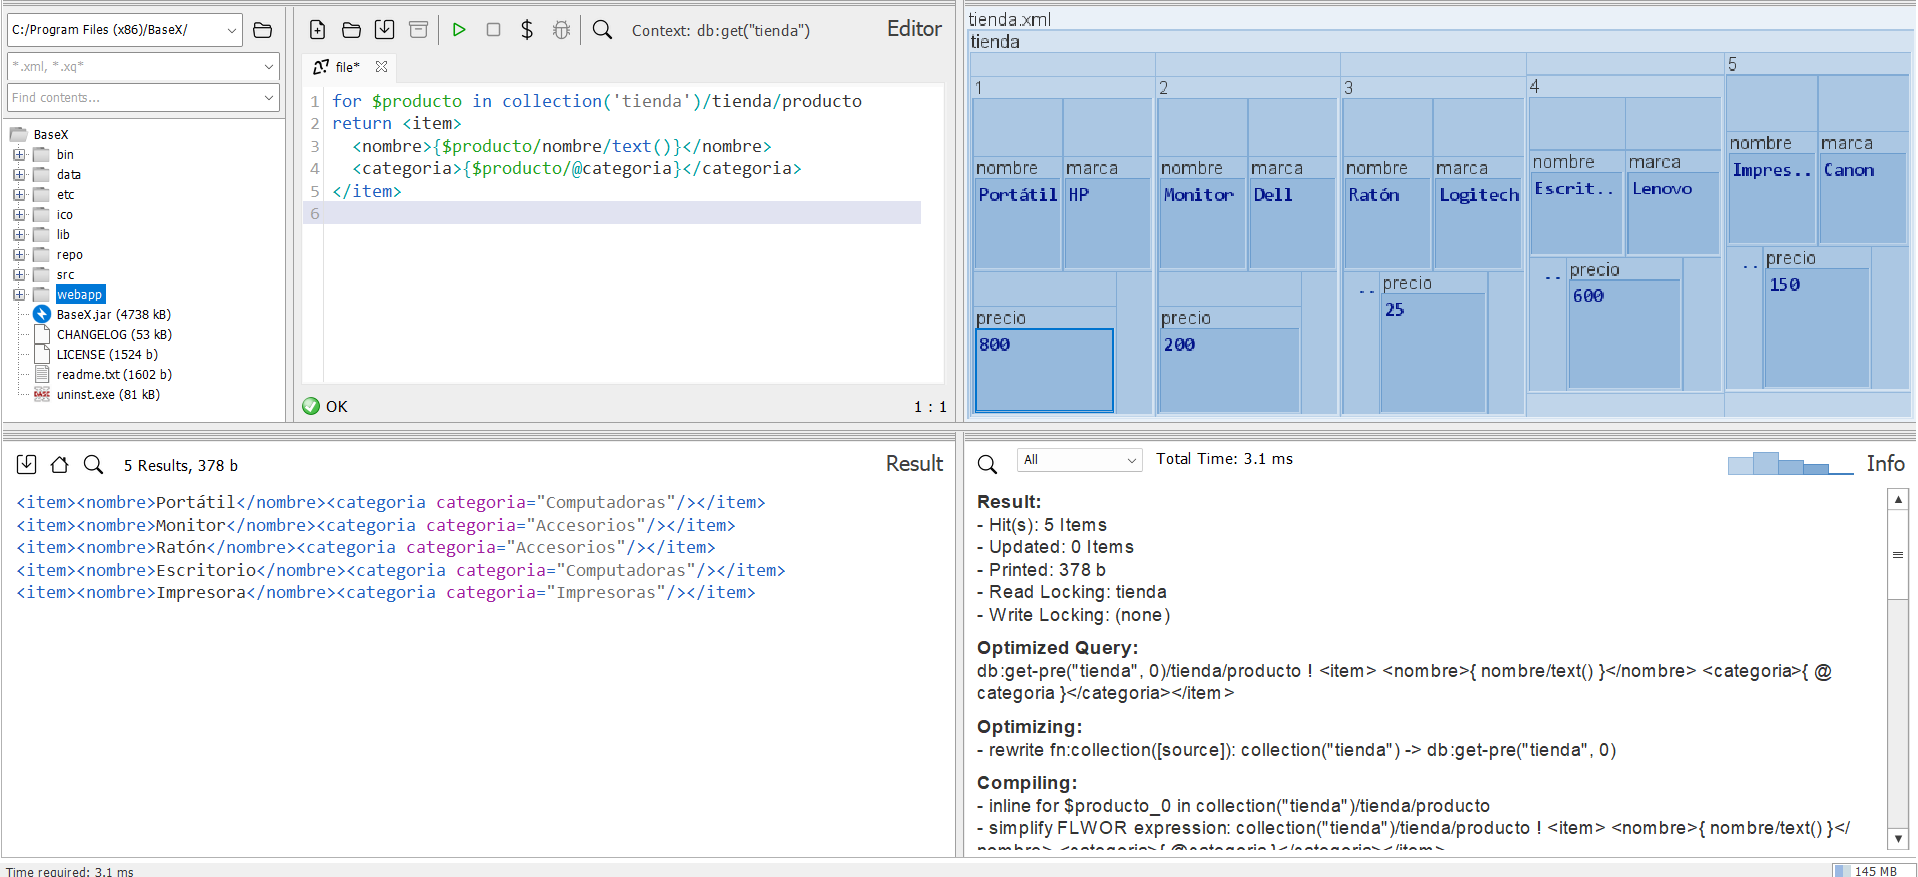 C:/Program Files (x86)/BaseX/
*.xml, *.xq*
Find contents...
BaseX
bin
data
etc
ico
lib
repo
src
webapp
BaseX.jar (4738 kB)
CHANGELOG (53 kB)
LICENSE (1524 b)
readme.txt (1602 b)
uninst.exe (81 kB)
Context: db:get("tienda")
Editor
file*
1 for $producto in collection('tienda')/tienda/producto
2 return <item>
3 <nombre>{$producto/nombre/text()}</nombre>
4 <categoria>{$producto/@categoria}</categoria>
5 </item>
6
OK
1 : 1
tienda.xml
tienda
1
nombre
Portátil
marca
HP
precio
800
2
nombre
Monitor
marca
Dell
precio
200
3
nombre
Ratón
marca
Logitech
..
precio
25
4
nombre
Escrit..
marca
Lenovo
..
precio
600
5
nombre
Impres..
marca
Canon
..
precio
150
5 Results, 378 b
Result
<item><nombre>Portátil</nombre><categoria categoria="Computadoras"/></item>
<item><nombre>Monitor</nombre><categoria categoria="Accesorios"/></item>
<item><nombre>Ratón</nombre><categoria categoria="Accesorios"/></item>
<item><nombre>Escritorio</nombre><categoria categoria="Computadoras"/></item>
<item><nombre>Impresora</nombre><categoria categoria="Impresoras"/></item>
All
Total Time: 3.1 ms
Info
Result:
- Hit(s): 5 Items
- Updated: 0 Items
- Printed: 378 b
- Read Locking: tienda
- Write Locking: (none)
Optimized Query:
db:get-pre("tienda", 0)/tienda/producto ! <item> <nombre>{ nombre/text() }</nombre> <categoria>{ @
categoria }</categoria></item>
Optimizing:
- rewrite fn:collection([source]): collection("tienda") -> db:get-pre("tienda", 0)
Compiling:
- inline for $producto_0 in collection("tienda")/tienda/producto
- simplify FLWOR expression: collection("tienda")/tienda/producto ! <item> <nombre>{ nombre/text() }</
nombre> <categoria>{ @categoria }</categoria></item>
Time required: 3.1 ms
145 MB